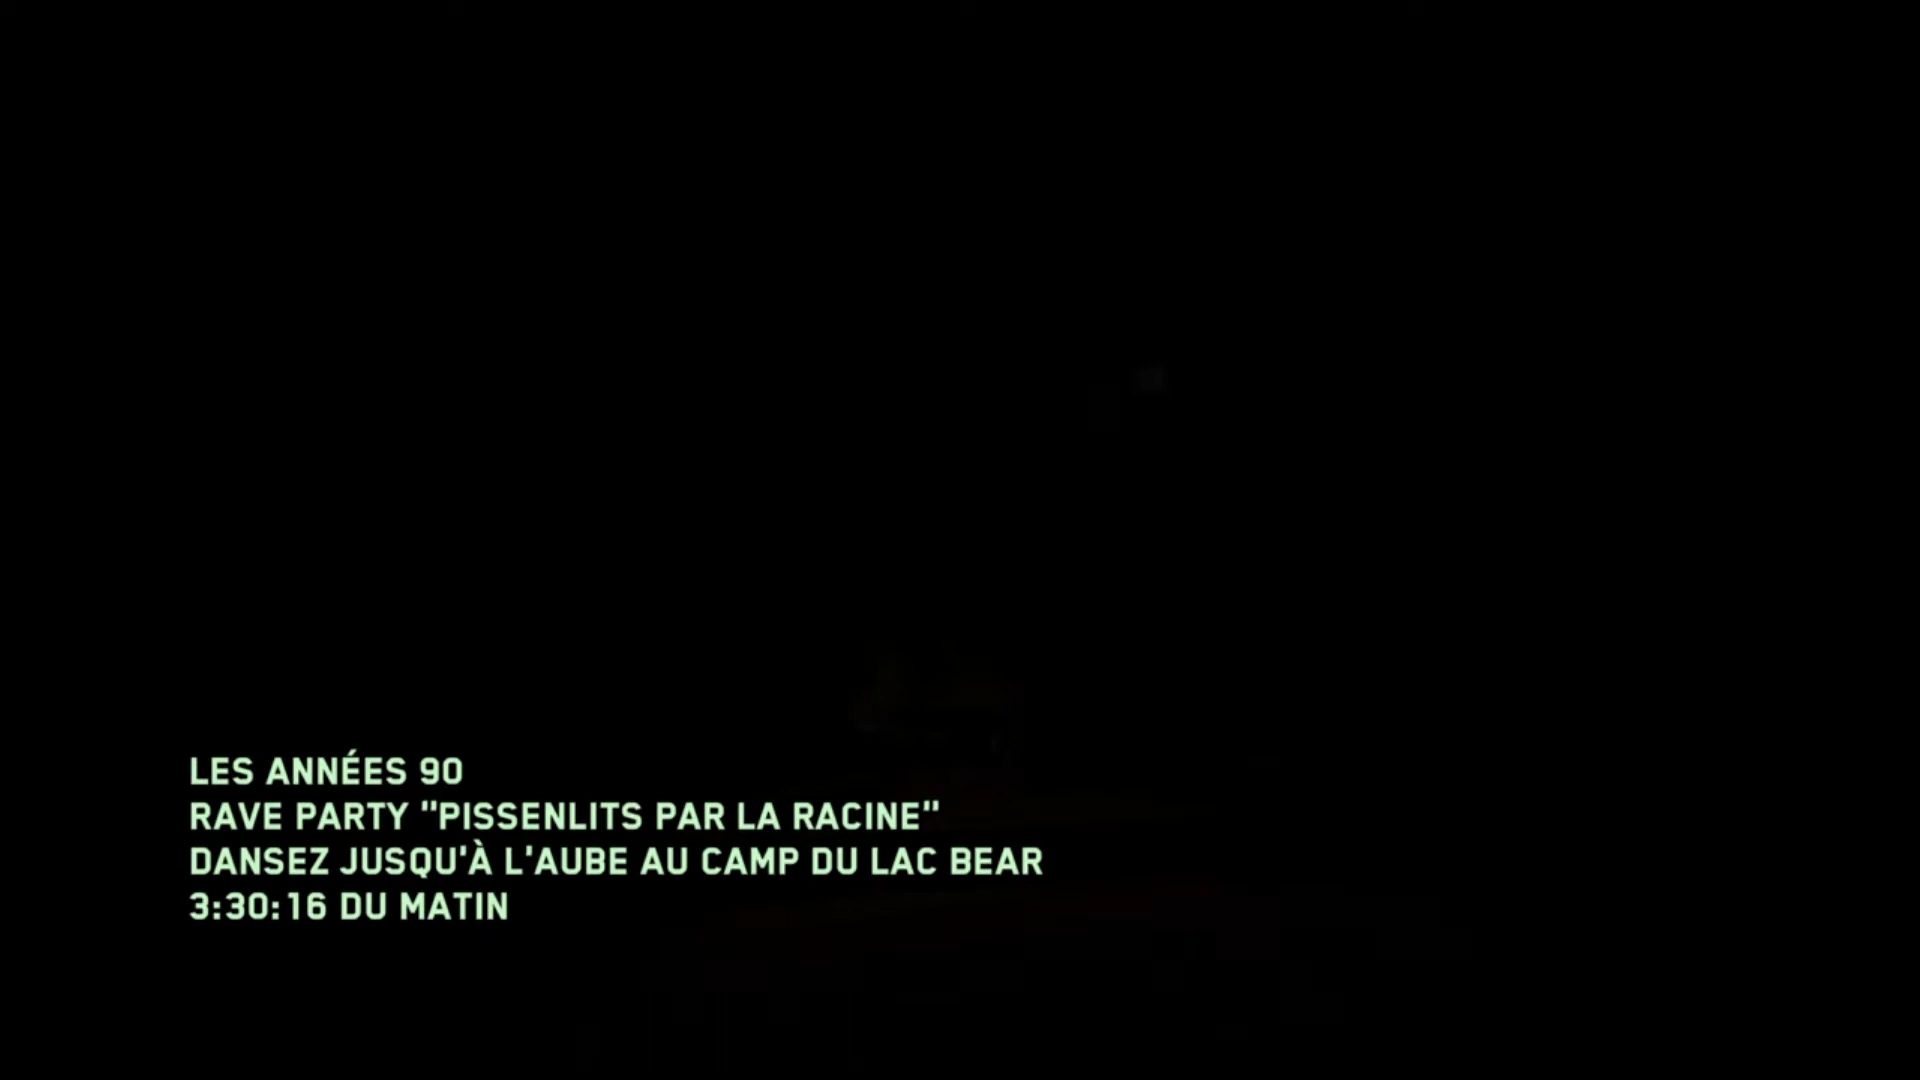 LES ANNÉES 90
RAVE PARTY "PISSENLITS PAR LA RACINE"
DANSEZ JUSQU'À L'AUBE AU CAMP DU LAC BEAR
3:30:16 DU MATIN